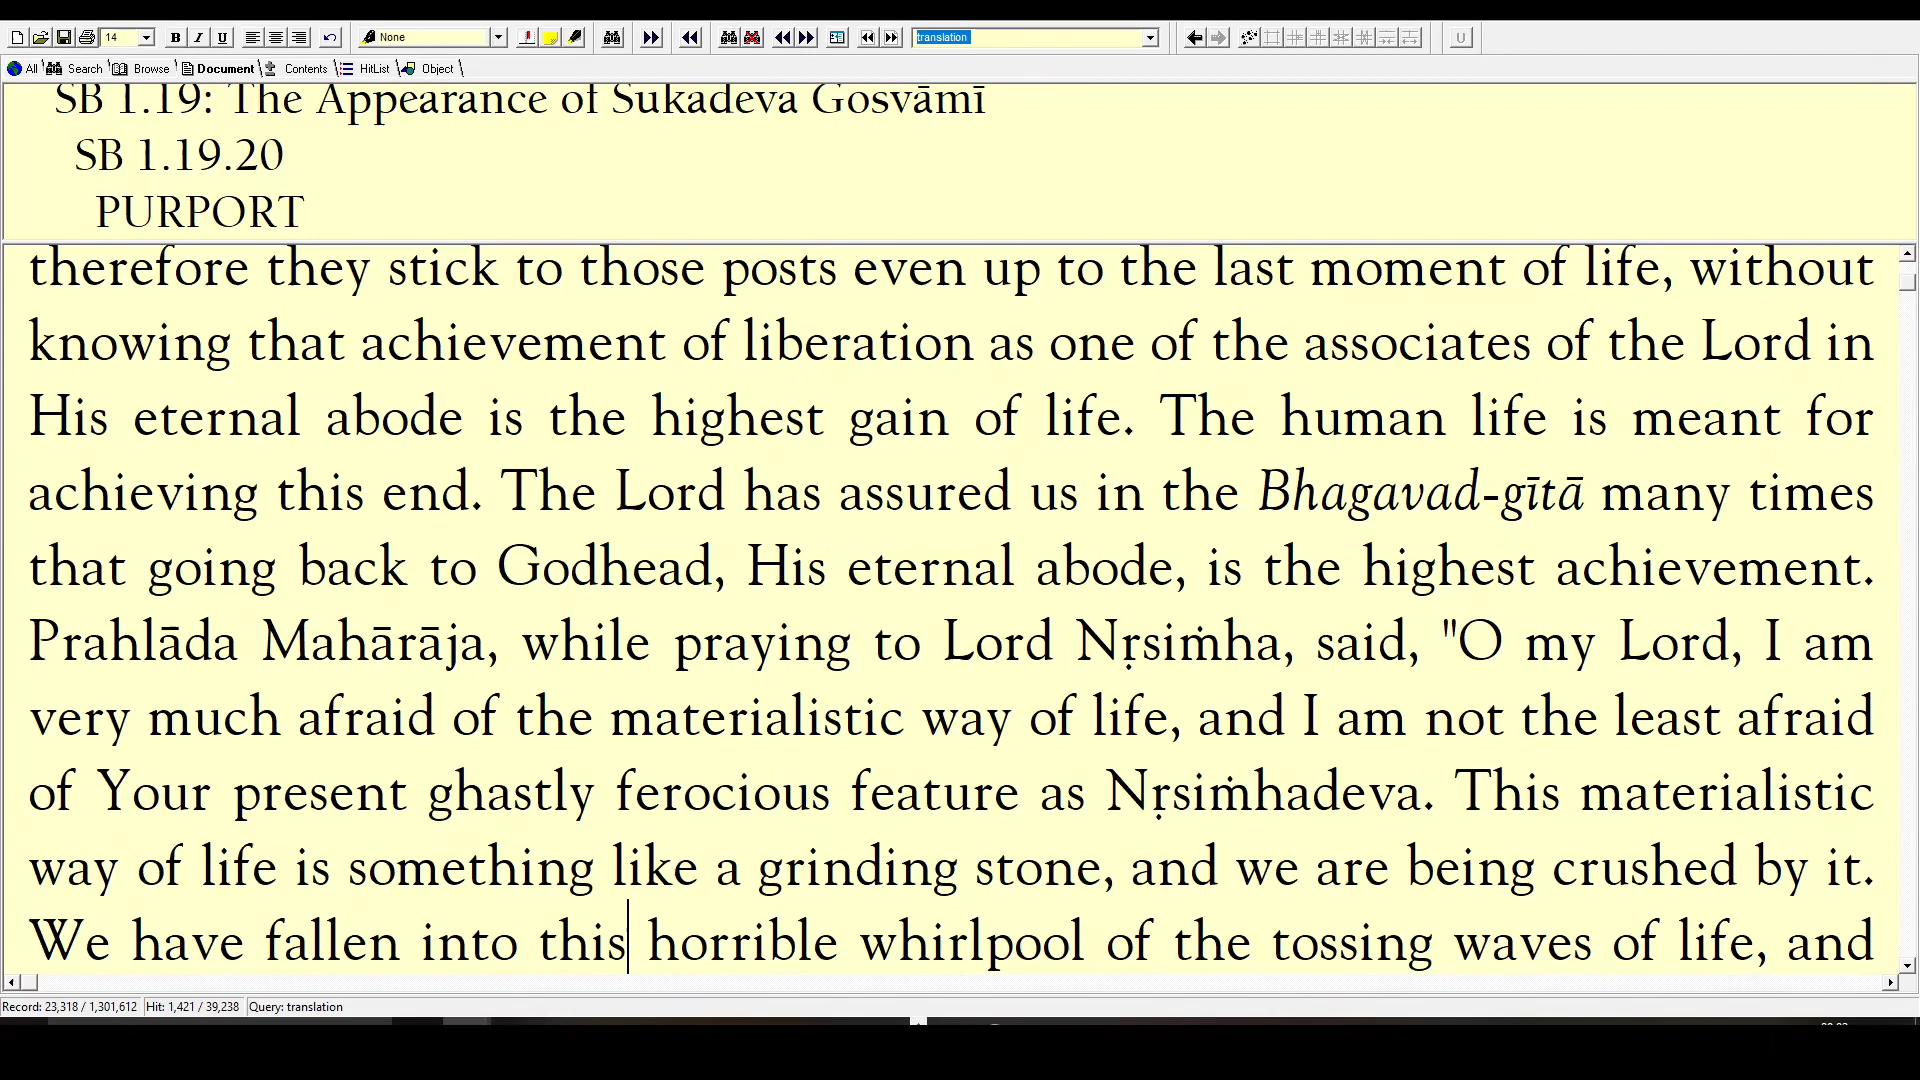 14
B I U
None
translation
U
All Search Browse Document Contents HitList Object
SB 1.19: The Appearance of Śukadeva Gosvāmī
SB 1.19.20
PURPORT
therefore they stick to those posts even up to the last moment of life, without
knowing that achievement of liberation as one of the associates of the Lord in
His eternal abode is the highest gain of life. The human life is meant for
achieving this end. The Lord has assured us in the Bhagavad-gītā many times
that going back to Godhead, His eternal abode, is the highest achievement.
Prahlāda Mahārāja, while praying to Lord Nṛsiṁha, said, "O my Lord, I am
very much afraid of the materialistic way of life, and I am not the least afraid
of Your present ghastly ferocious feature as Nṛsiṁhadeva. This materialistic
way of life is something like a grinding stone, and we are being crushed by it.
We have fallen into this horrible whirlpool of the tossing waves of life, and
Record: 23,318 / 1,301,612 Hit: 1,421 / 39,238 Query: translation